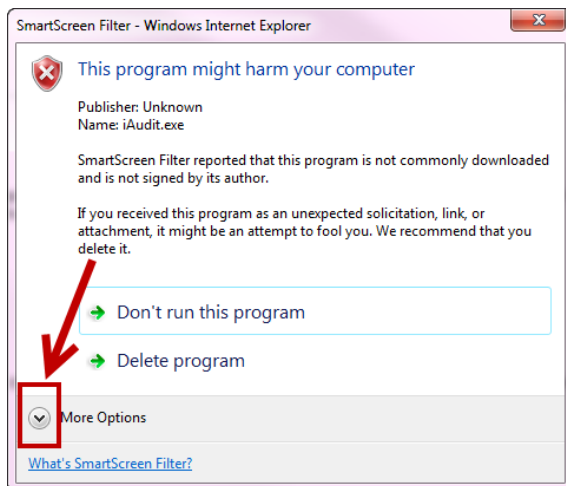 SmartScreen Filter - Windows Internet Explorer
This program might harm your computer
Publisher: Unknown
Name: iAudit.exe
SmartScreen Filter reported that this program is not commonly downloaded
and is not signed by its author.
If you received this program as an unexpected solicitation, link, or
attachment, it might be an attempt to fool you. We recommend that you
delete it.
Don't run this program
Delete program
More Options
What's SmartScreen Filter?